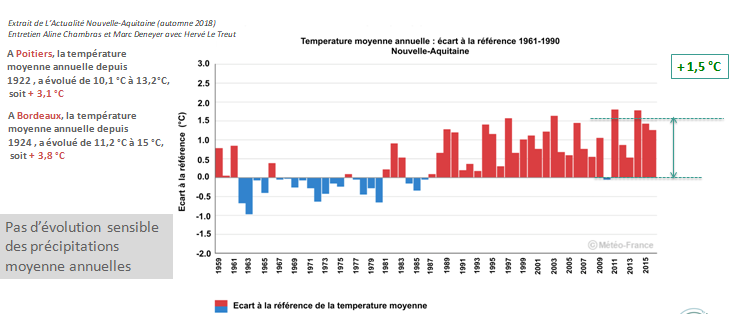 Extrait de L'Actualité Nouvelle-Aquitaine (automne 2018)
Entretien Aline Chambras et Marc Deneyer avec Hervé Le Treut
A Poitiers, la température
moyenne annuelle depuis
1922 , a évolué de 10,1 °C à 13,2°C,
soit + 3,1 °C
A Bordeaux, la température
moyenne annuelle depuis
1924 , a évolué de 11,2 °C à 15 °C,
soit + 3,8 °C
Pas d'évolution sensible
des précipitations
moyenne annuelles
Temperature moyenne annuelle : écart à la référence 1961-1990
Nouvelle-Aquitaine
+ 1,5 °C
Ecart à la référence (°C)
3.0
2.5
2.0
1.5
1.0
0.5
0.0
-0.5
-1.0
-1.5
-2.0
© Météo-France
1959 1961 1963 1965 1967 1969 1971 1973 1975 1977 1979 1981 1983 1985 1987 1989 1991 1993 1995 1997 1999 2001 2003 2005 2007 2009 2011 2013 2015
Ecart à la référence de la temperature moyenne